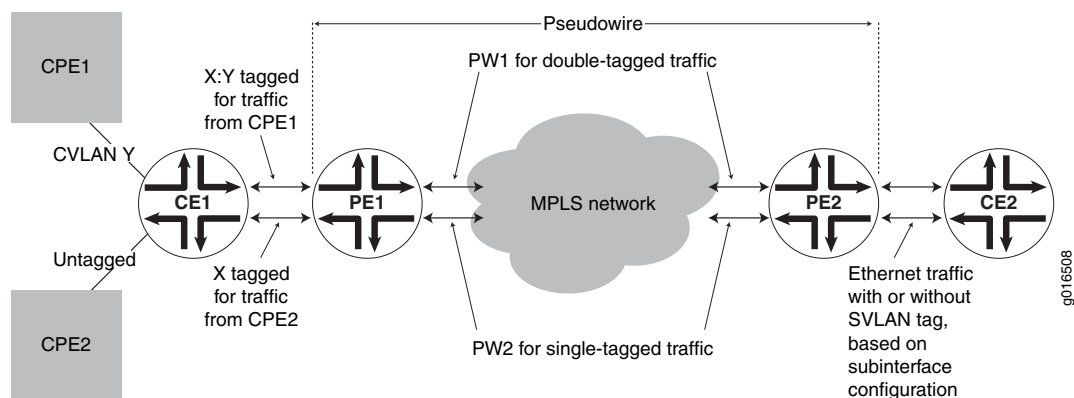 Pseudowire
CPE1
X:Y tagged
for traffic
from CPE1
PW1 for double-tagged traffic
CVLAN Y
CE1
PE1
MPLS network
PE2
CE2
Untagged
X tagged
for traffic
from CPE2
CPE2
PW2 for single-tagged traffic
Ethernet traffic
with or without
SVLAN tag,
based on
subinterface
configuration
g016508